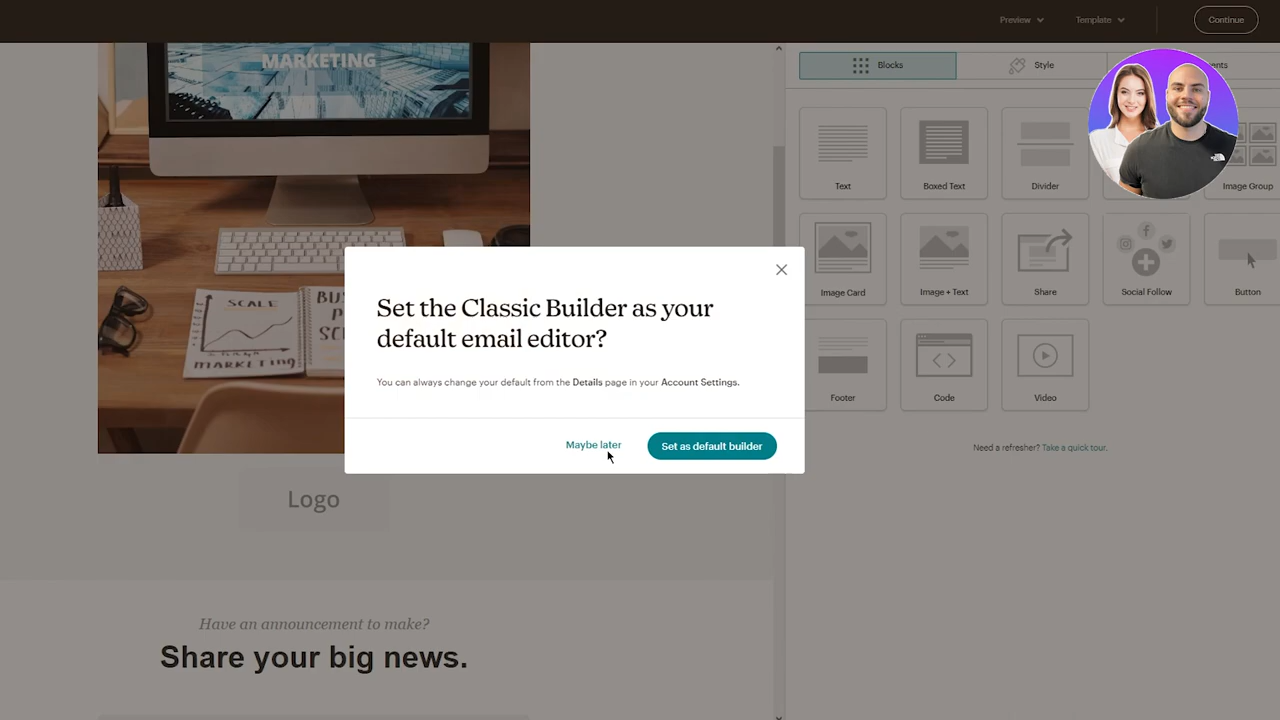 Preview
Template
Continue
MARKETING
Blocks
Style
ents
Text
Boxed Text
Divider
Image Group
SCALE
MARKETING
Image Card
Image + Text
Share
Social Follow
Button
Set the Classic Builder as your
default email editor?
You can always change your default from the Details page in your Account Settings.
Maybe later
Set as default builder
Footer
Code
Video
Need a refresher? Take a quick tour.
Logo
Have an announcement to make?
Share your big news.